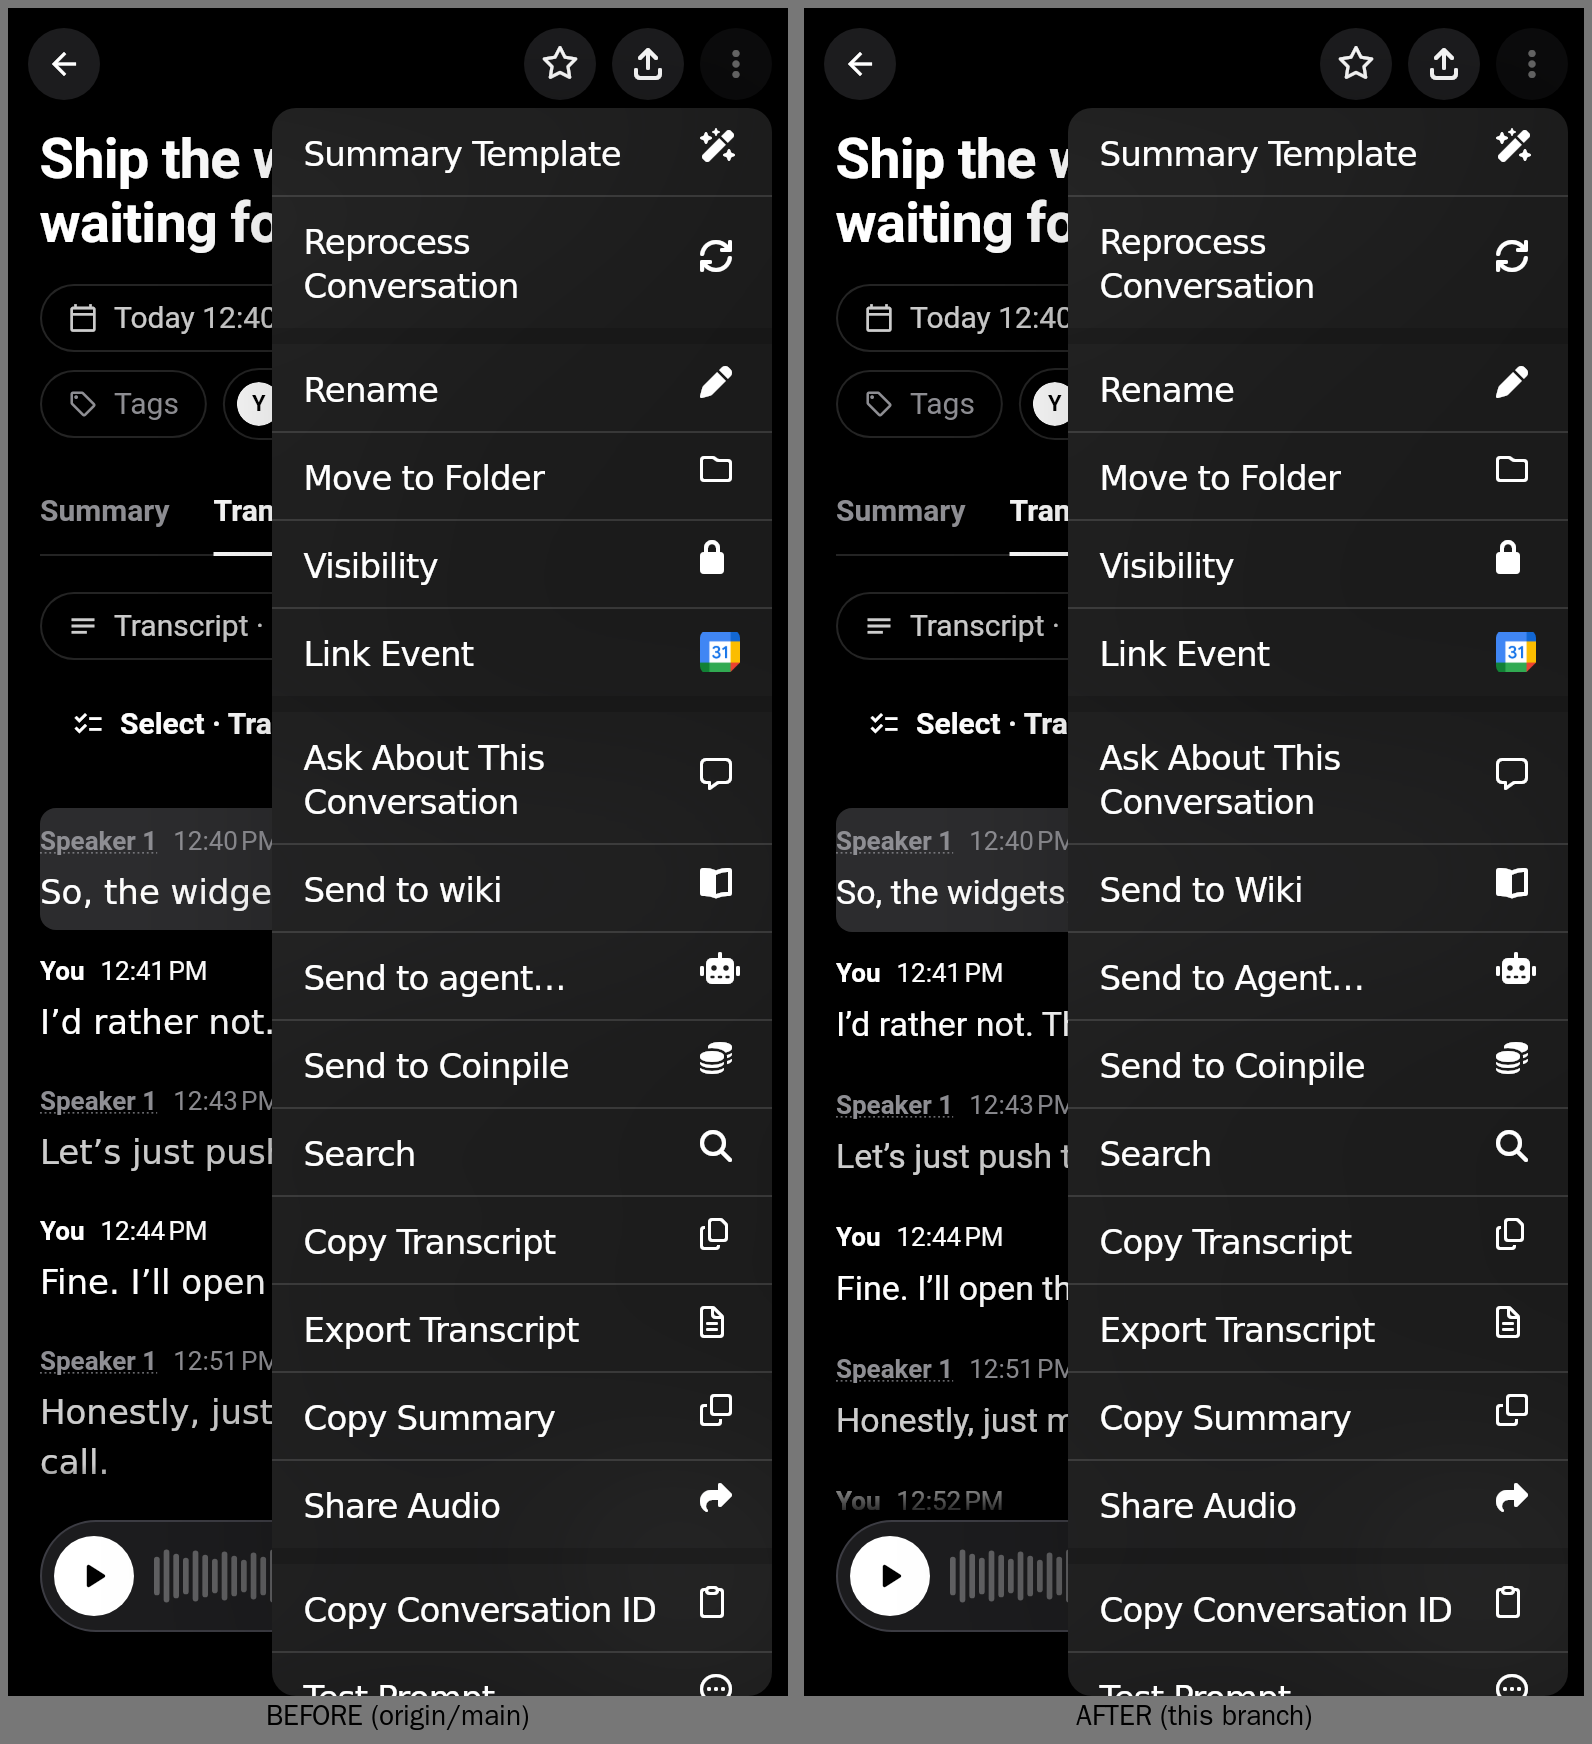 Ship the
waiting fo
Today 12:40
Tags
Y
Summary
Tran
Transcript ·
Select · Tra
Speaker 1 12:40 PM
So, the widge
You 12:41 PM
I’d rather not.
Speaker 1 12:43 PM
Let’s just push
You 12:44 PM
Fine. I’ll open
Speaker 1 12:51 PM
Honestly, just
call.
Summary Template
Reprocess
Conversation
Rename
Move to Folder
Visibility
Link Event
31
Ask About This
Conversation
Send to wiki
Send to agent...
Send to Coinpile
Search
Copy Transcript
Export Transcript
Copy Summary
Share Audio
Copy Conversation ID
Test Prompt
BEFORE (origin/main)
Ship the
waiting fo
Today 12:40
Tags
Y
Summary
Tran
Transcript ·
Select · Tra
Speaker 1 12:40 PM
So, the widgets.
You 12:41 PM
I’d rather not. Th
Speaker 1 12:43 PM
Let’s just push t
You 12:44 PM
Fine. I’ll open th
Speaker 1 12:51 PM
Honestly, just m
You 12:52 PM
Summary Template
Reprocess
Conversation
Rename
Move to Folder
Visibility
Link Event
31
Ask About This
Conversation
Send to Wiki
Send to Agent...
Send to Coinpile
Search
Copy Transcript
Export Transcript
Copy Summary
Share Audio
Copy Conversation ID
Test Prompt
AFTER (this branch)